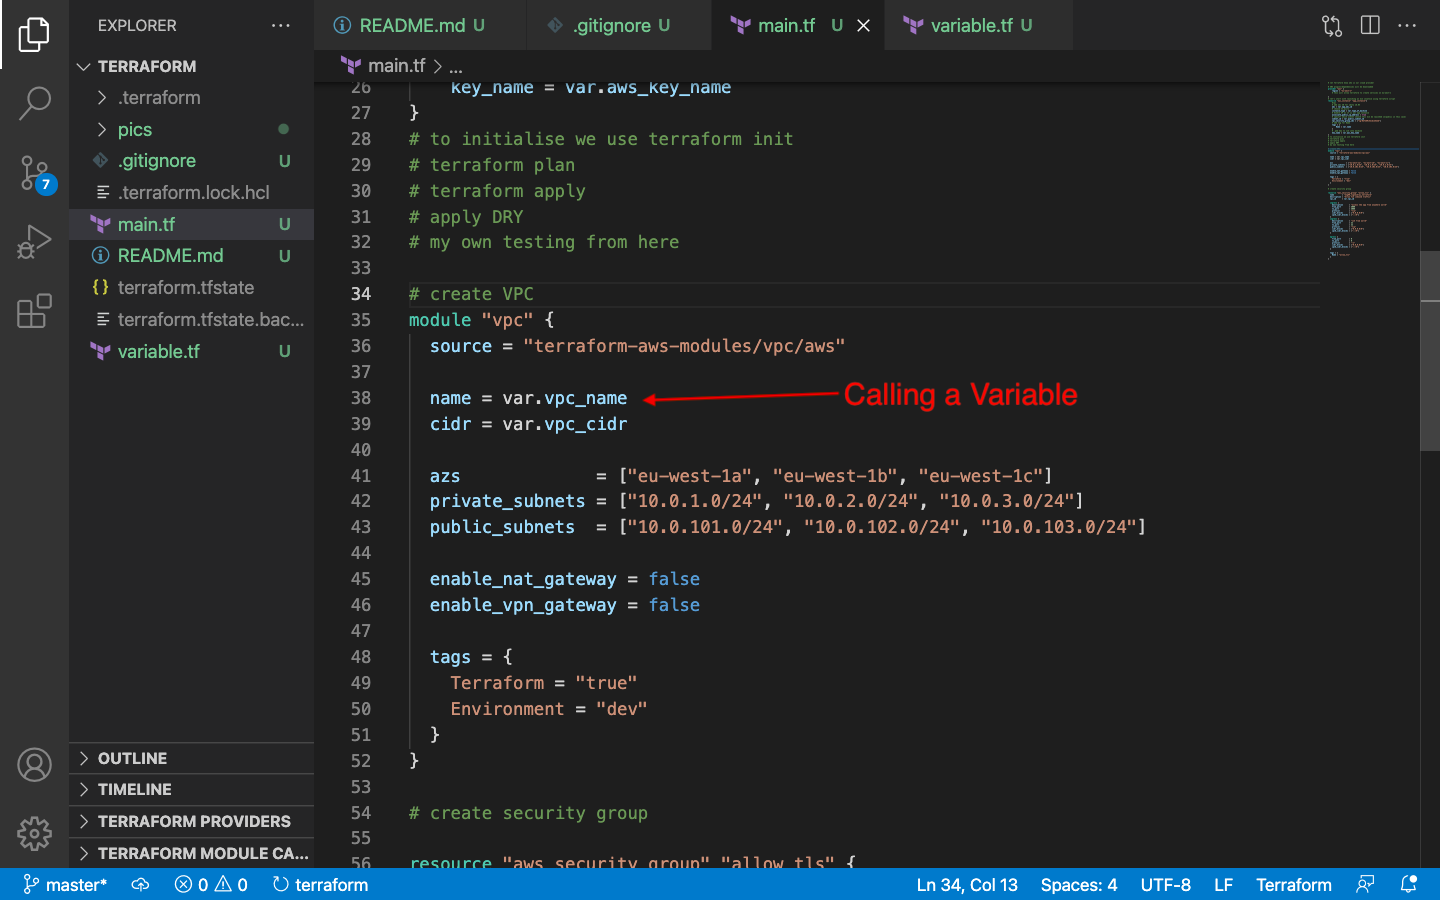 EXPLORER
TERRAFORM
.terraform
pics
.gitignore U
.terraform.lock.hcl
main.tf U
README.md U
terraform.tfstate
terraform.tfstate.bac...
variable.tf U
7
OUTLINE
TIMELINE
TERRAFORM PROVIDERS
TERRAFORM MODULE CA...
README.md U .gitignore U main.tf U variable.tf U
main.tf > ...
26 key_name = var.aws_key_name
27 }
28 # to initialise we use terraform init
29 # terraform plan
30 # terraform apply
31 # apply DRY
32 # my own testing from here
33
34 # create VPC
35 module "vpc" {
36 source = "terraform-aws-modules/vpc/aws"
37
38 name = var.vpc_name
Calling a Variable
39 cidr = var.vpc_cidr
40
41 azs = ["eu-west-1a", "eu-west-1b", "eu-west-1c"]
42 private_subnets = ["10.0.1.0/24", "10.0.2.0/24", "10.0.3.0/24"]
43 public_subnets = ["10.0.101.0/24", "10.0.102.0/24", "10.0.103.0/24"]
44
45 enable_nat_gateway = false
46 enable_vpn_gateway = false
47
48 tags = {
49 Terraform = "true"
50 Environment = "dev"
51 }
52 }
53
54 # create security group
55
56 resource "aws_security_group" "allow_tls" {
master* 0 0 terraform Ln 34, Col 13 Spaces: 4 UTF-8 LF Terraform